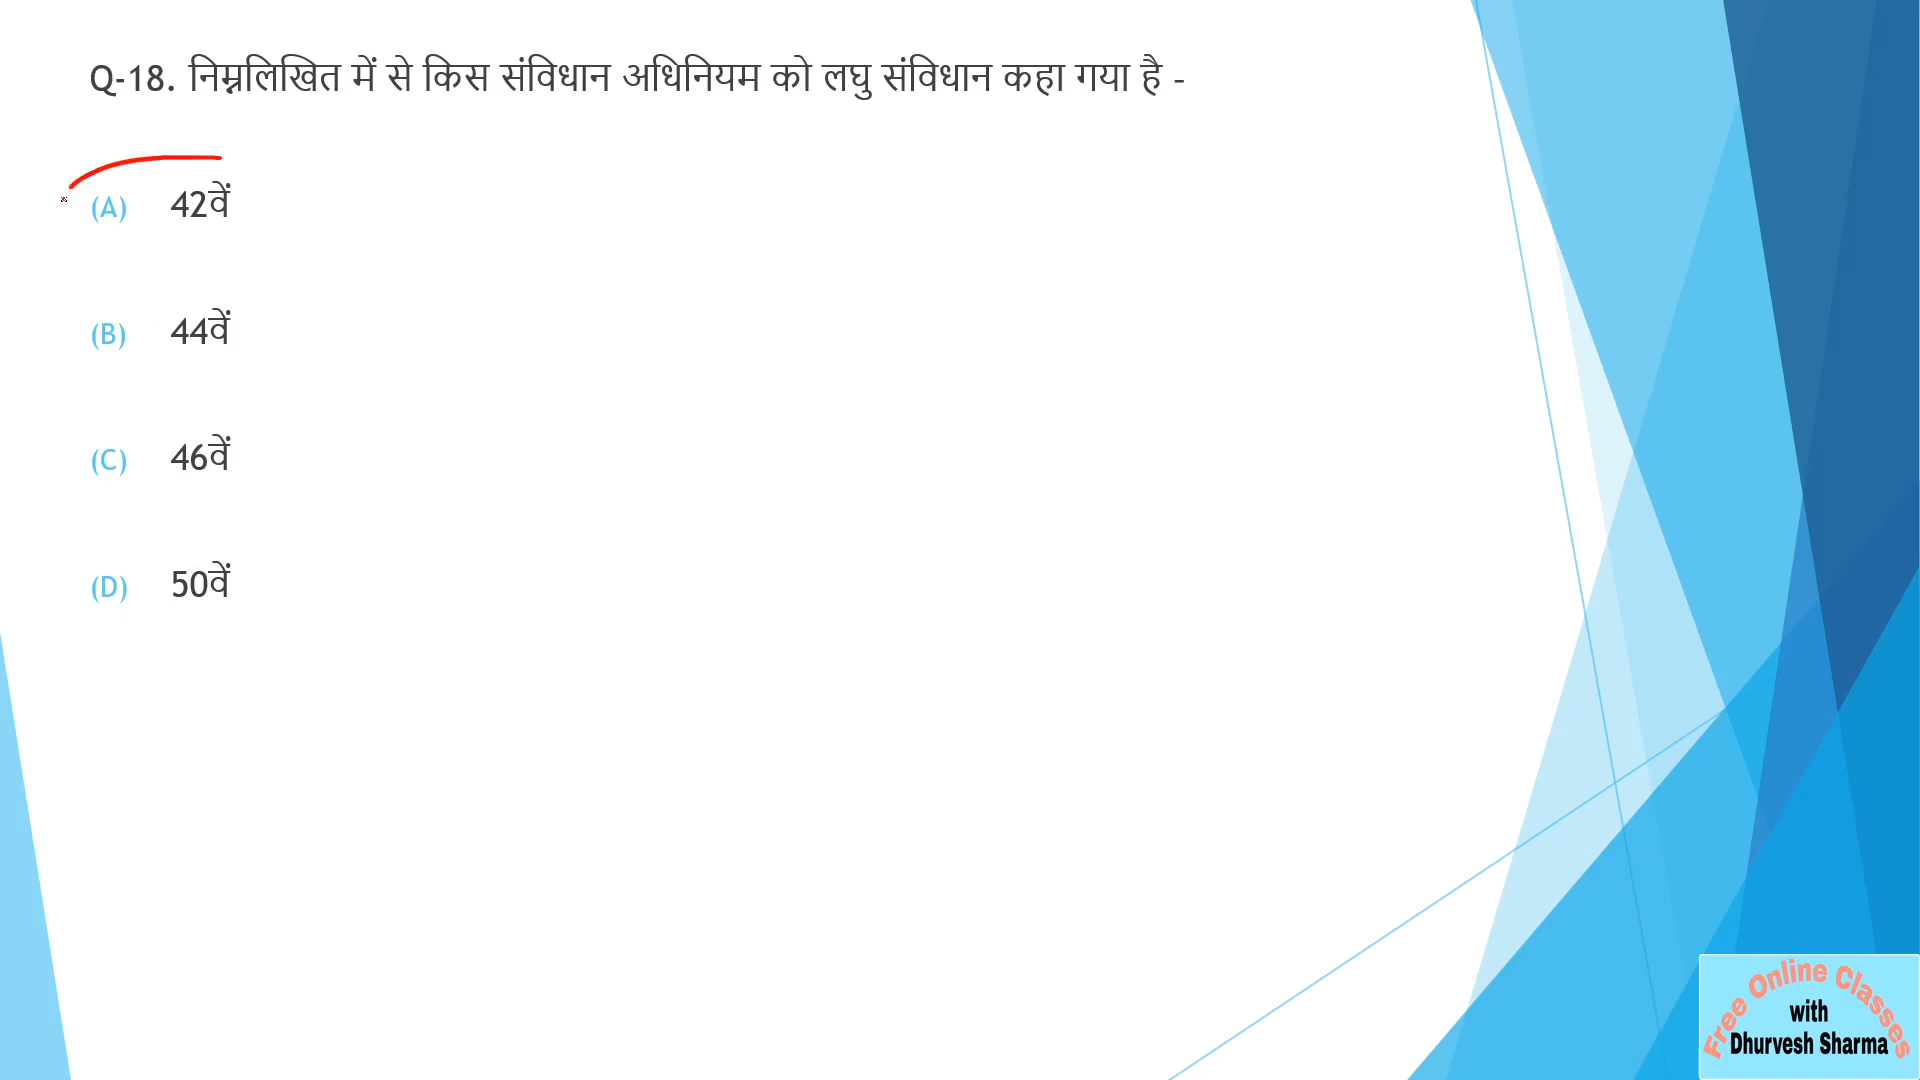 Q-18. निम्नलिखित में से किस संविधान अधिनियम को लघु संविधान कहा गया है -
(A) 42वें
(B) 44वें
(C) 46वें
(D) 50वें
Free Online Classes
with
Dhurvesh Sharma